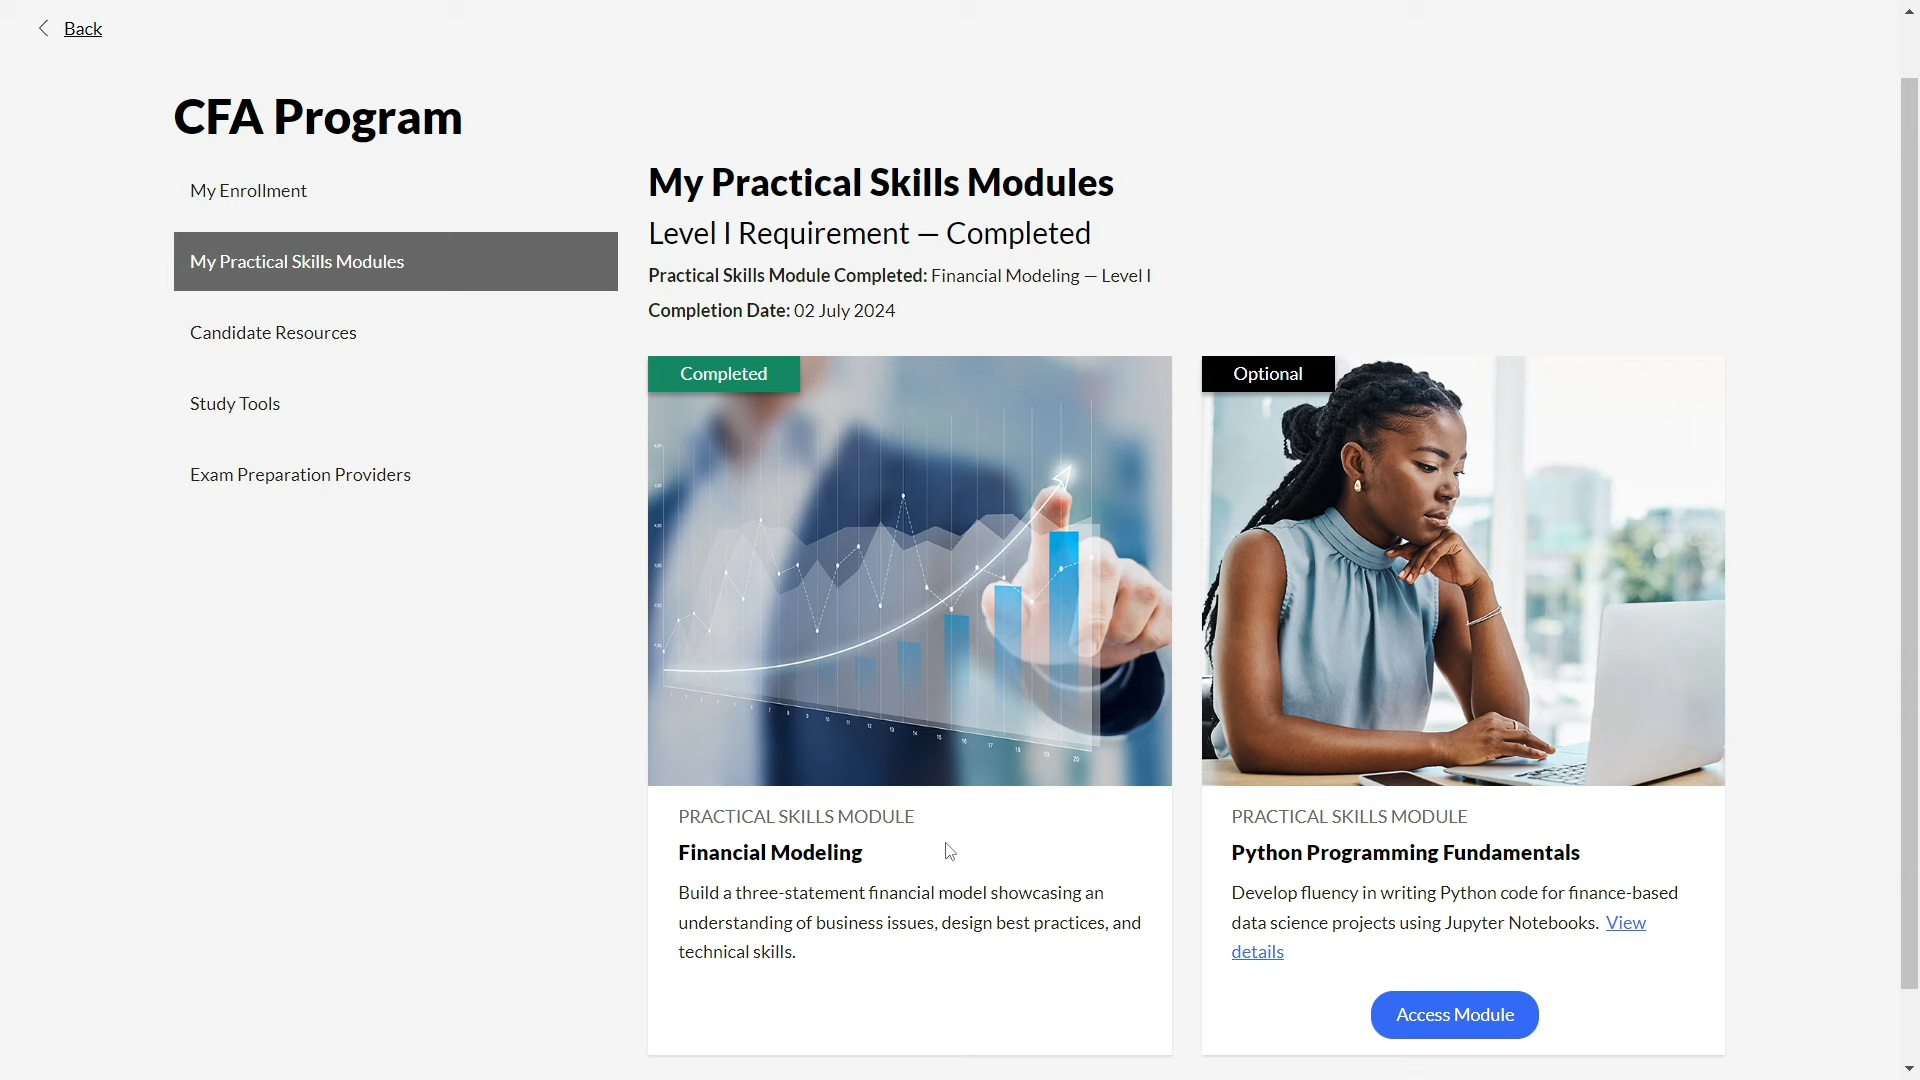 Back
CFA Program
My Enrollment
My Practical Skills Modules
Candidate Resources
Study Tools
Exam Preparation Providers
My Practical Skills Modules
Level I Requirement — Completed
Practical Skills Module Completed: Financial Modeling — Level I
Completion Date: 02 July 2024
Completed
PRACTICAL SKILLS MODULE
Financial Modeling
Build a three-statement financial model showcasing an
understanding of business issues, design best practices, and
technical skills.
Optional
PRACTICAL SKILLS MODULE
Python Programming Fundamentals
Develop fluency in writing Python code for finance-based
data science projects using Jupyter Notebooks. View
details
Access Module